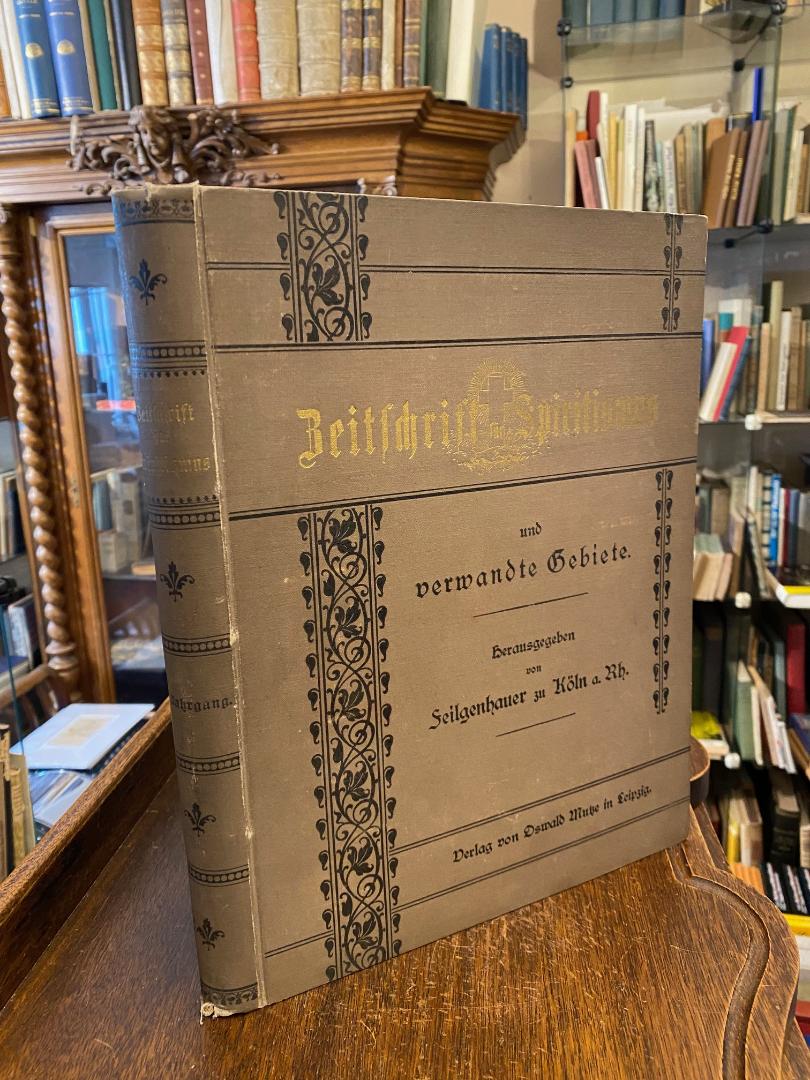 Zeitschrift für Spiritismus
und
verwandte Gebiete.
Herausgegeben
von
Feilgenhauer zu Köln a. Rh.
Verlag von Oswald Mutze in Leipzig.
Zeitschrift
Jahrgang.